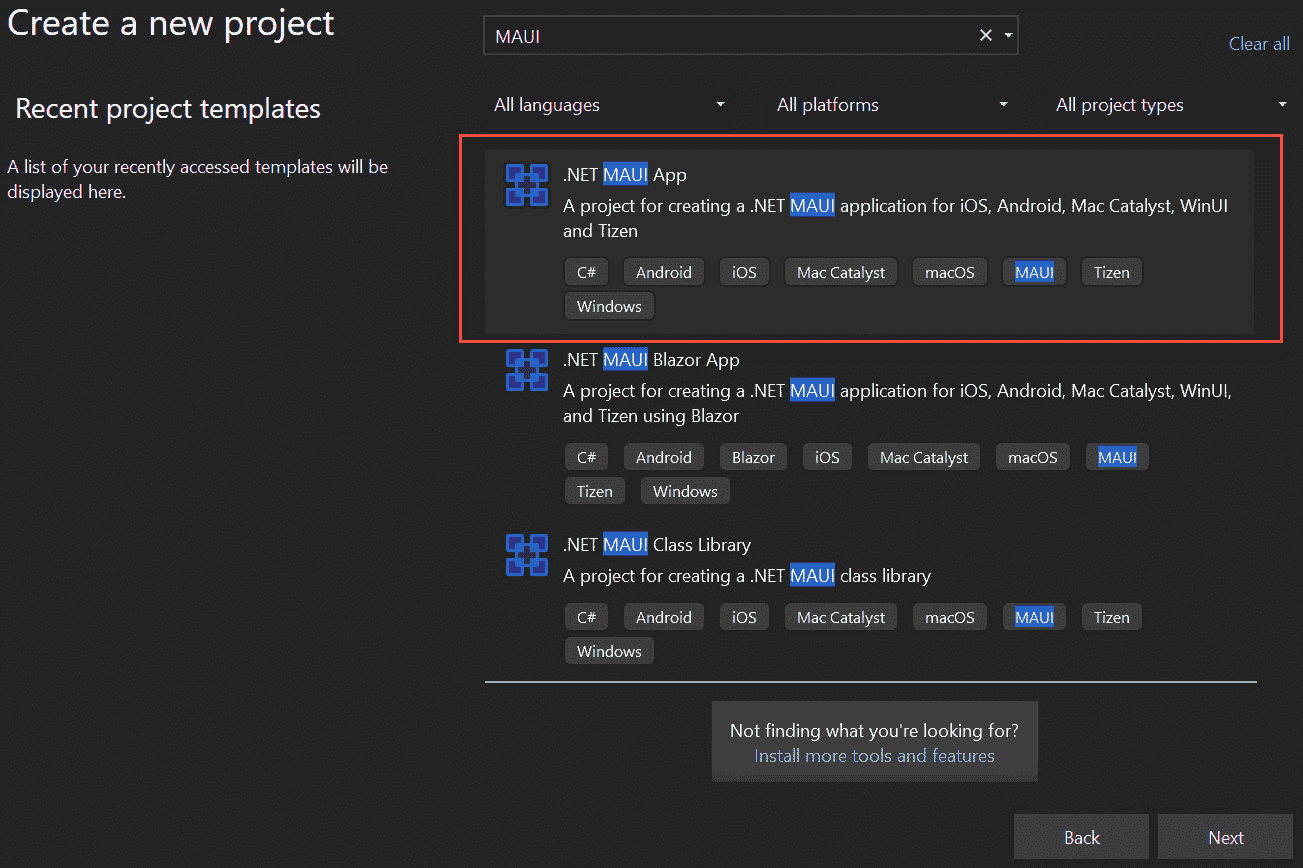 Create a new project
MAUI
Clear all
Recent project templates
A list of your recently accessed templates will be
displayed here.
All languages
All platforms
All project types
.NET MAUI App
A project for creating a .NET MAUI application for iOS, Android, Mac Catalyst, WinUI
and Tizen
C# Android iOS Mac Catalyst macOS MAUI Tizen
Windows
.NET MAUI Blazor App
A project for creating a .NET MAUI application for iOS, Android, Mac Catalyst, WinUI,
and Tizen using Blazor
C# Android Blazor iOS Mac Catalyst macOS MAUI
Tizen Windows
.NET MAUI Class Library
A project for creating a .NET MAUI class library
C# Android iOS Mac Catalyst macOS MAUI Tizen
Windows
Not finding what you're looking for?
Install more tools and features
Back
Next